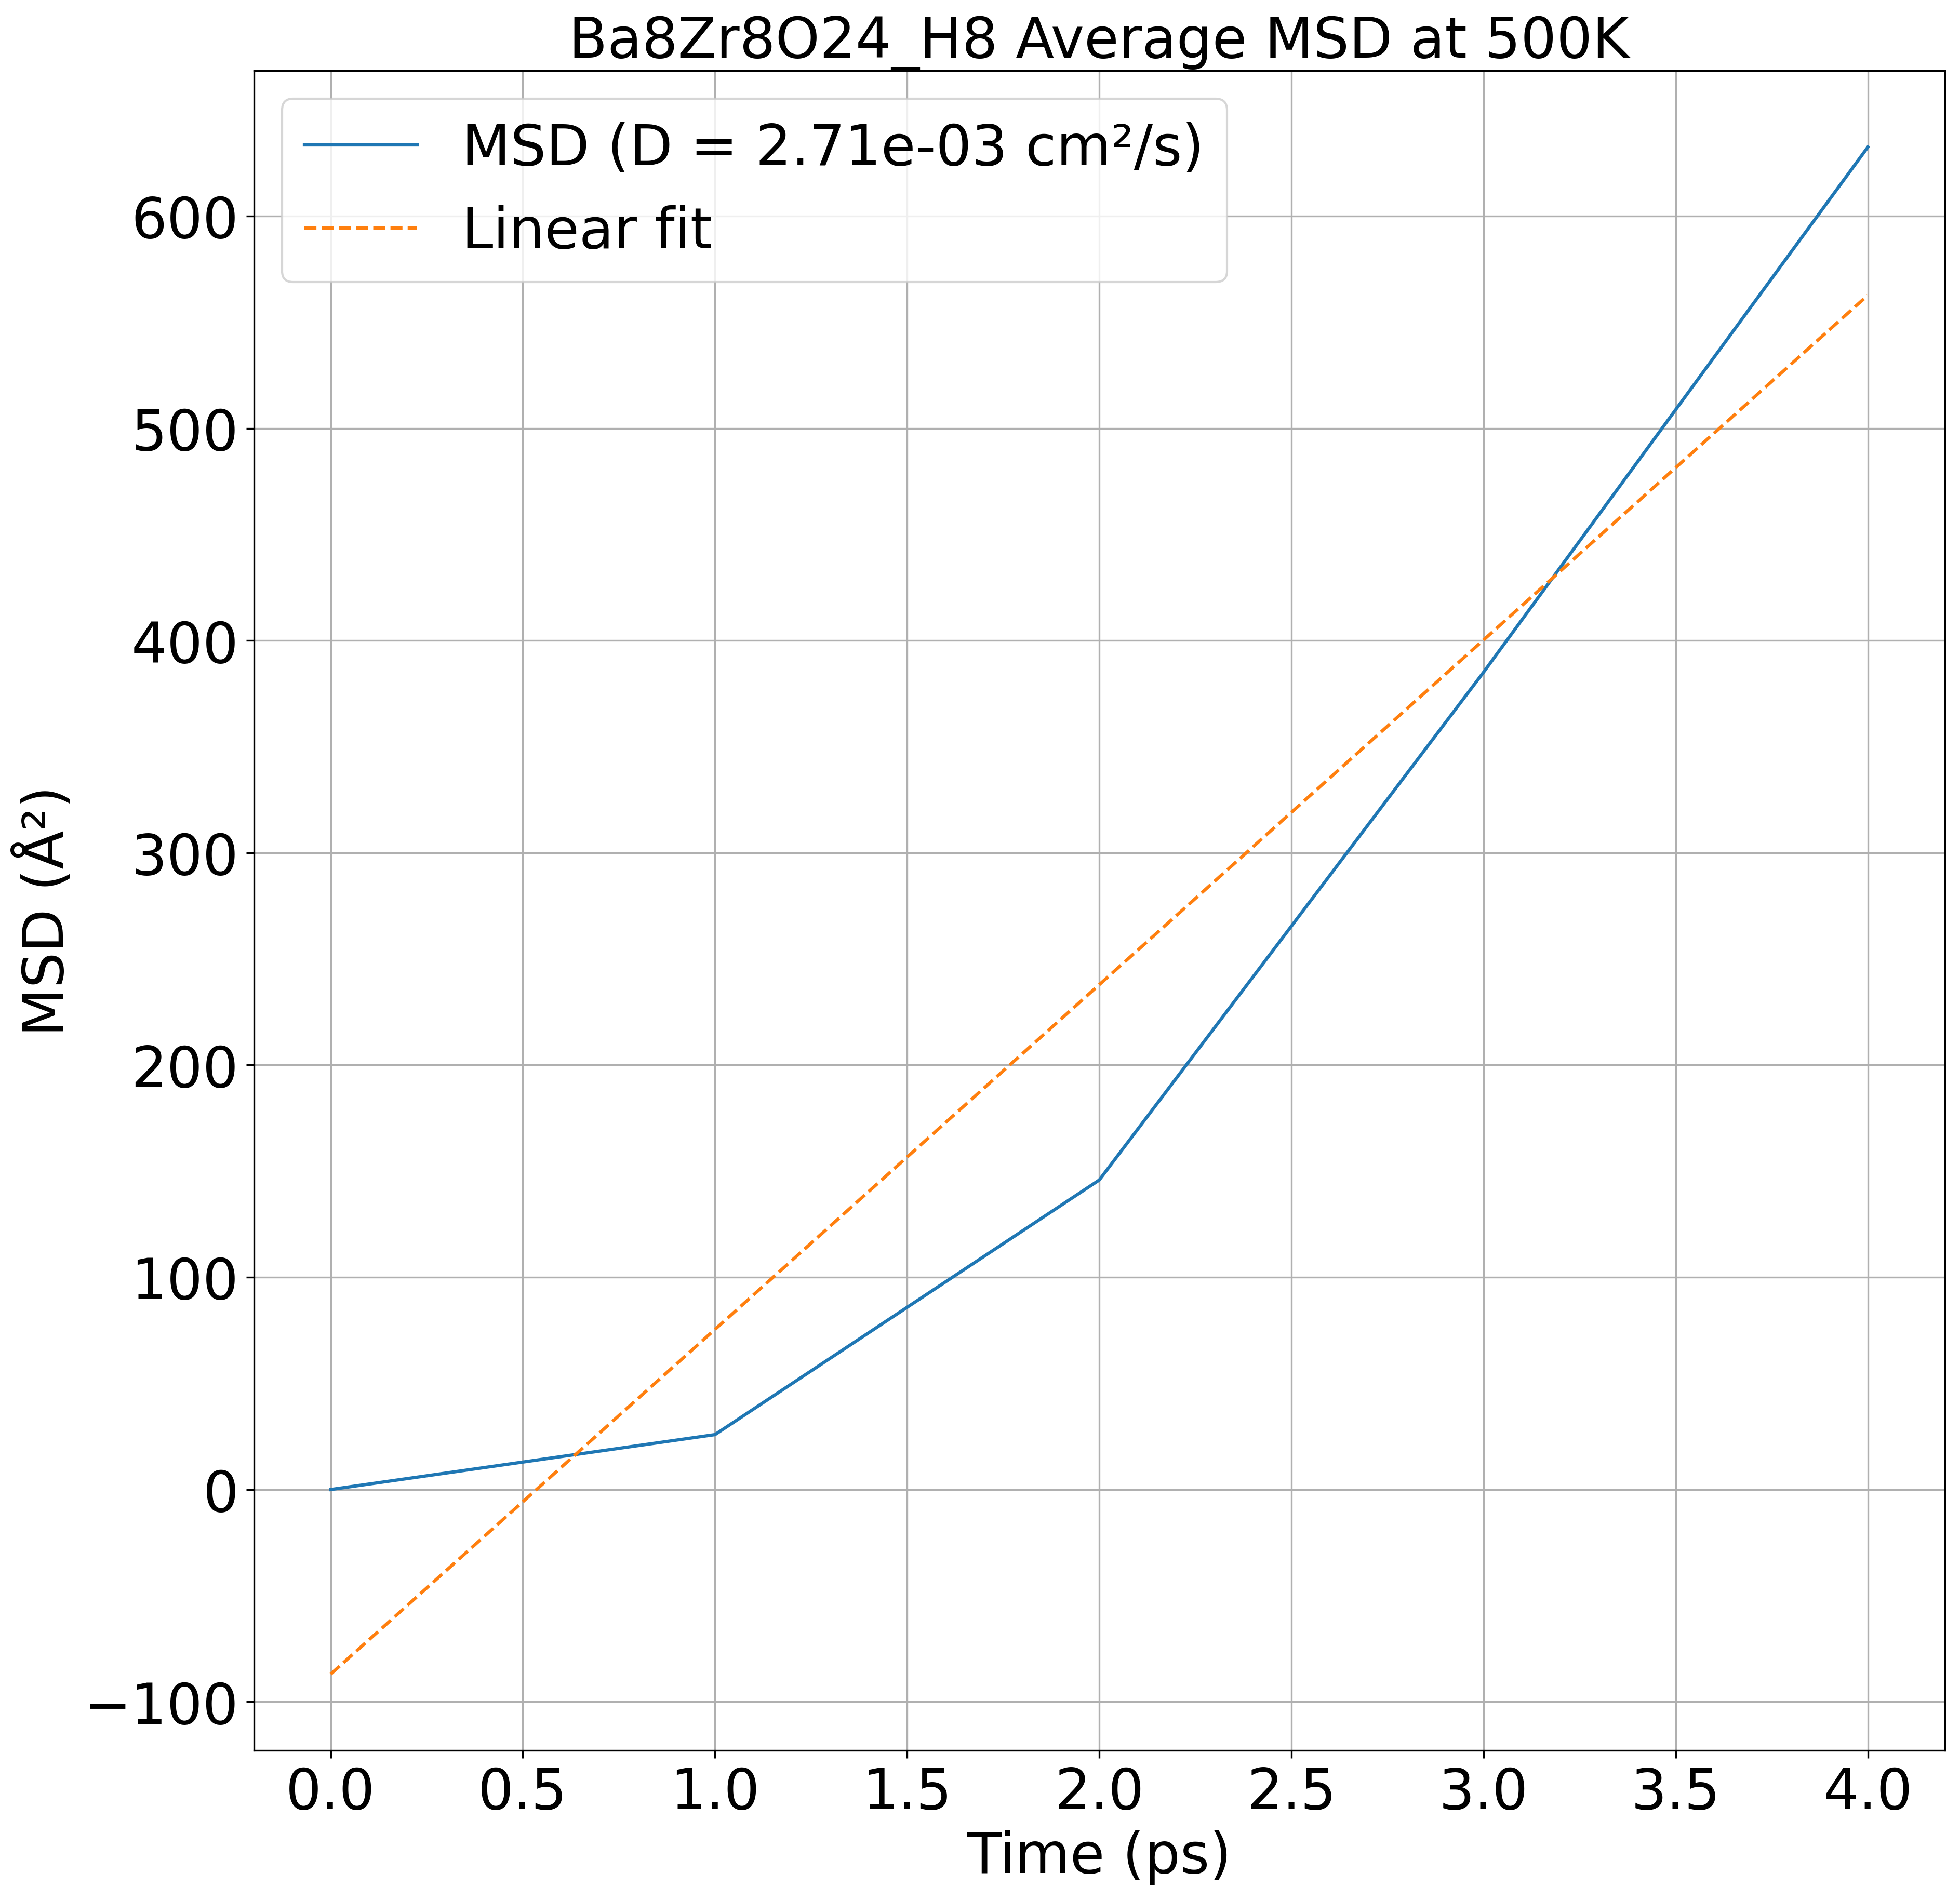 Ba8Zr8O24_H8 Average MSD at 500K
MSD (D = 2.71e-03 cm²/s)
Linear fit
600
500
400
300
200
100
0
−100
MSD (Å²)
0.0 0.5 1.0 1.5 2.0 2.5 3.0 3.5 4.0
Time (ps)